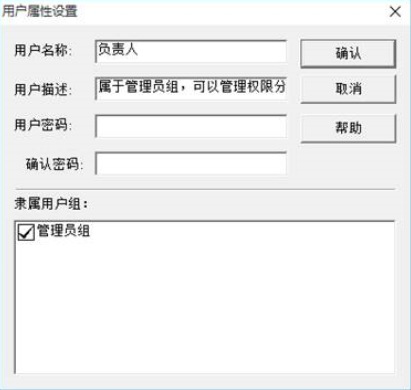 用户属性设置
用户名称: 负责人 确认
用户描述: 属于管理员组，可以管理权限分 取消
用户密码: 帮助
确认密码:
隶属用户组：
管理员组